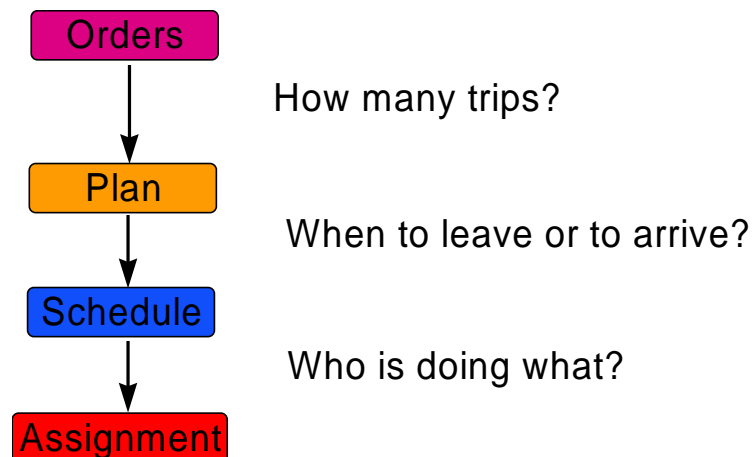 Orders
How many trips?
Plan
When to leave or to arrive?
Schedule
Who is doing what?
Assignment